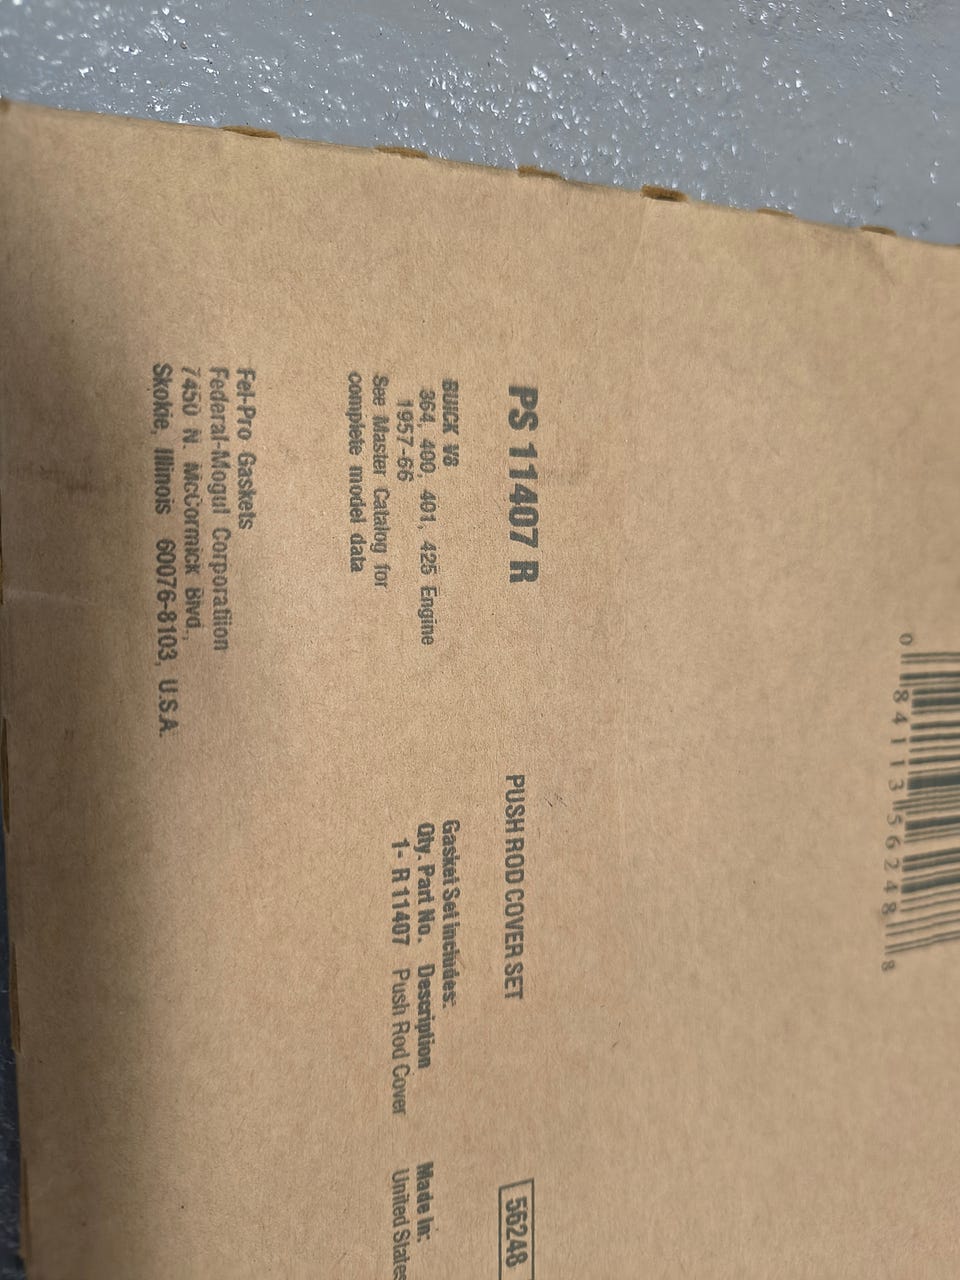 0 84113 56248 8
PS 11407 R
PUSH ROD COVER SET
56248
BUICK V8
364, 400, 401, 425 Engine
1957-66
See Master Catalog for
complete model data
Gasket Set Includes:
Qty. Part No. Description
1- R 11407 Push Rod Cover
Made in:
United States
Fel-Pro Gaskets
Federal-Mogul Corporatiion
7450 N. McCormick Blvd.,
Skokie, Illinois 60076-8103, U.S.A.